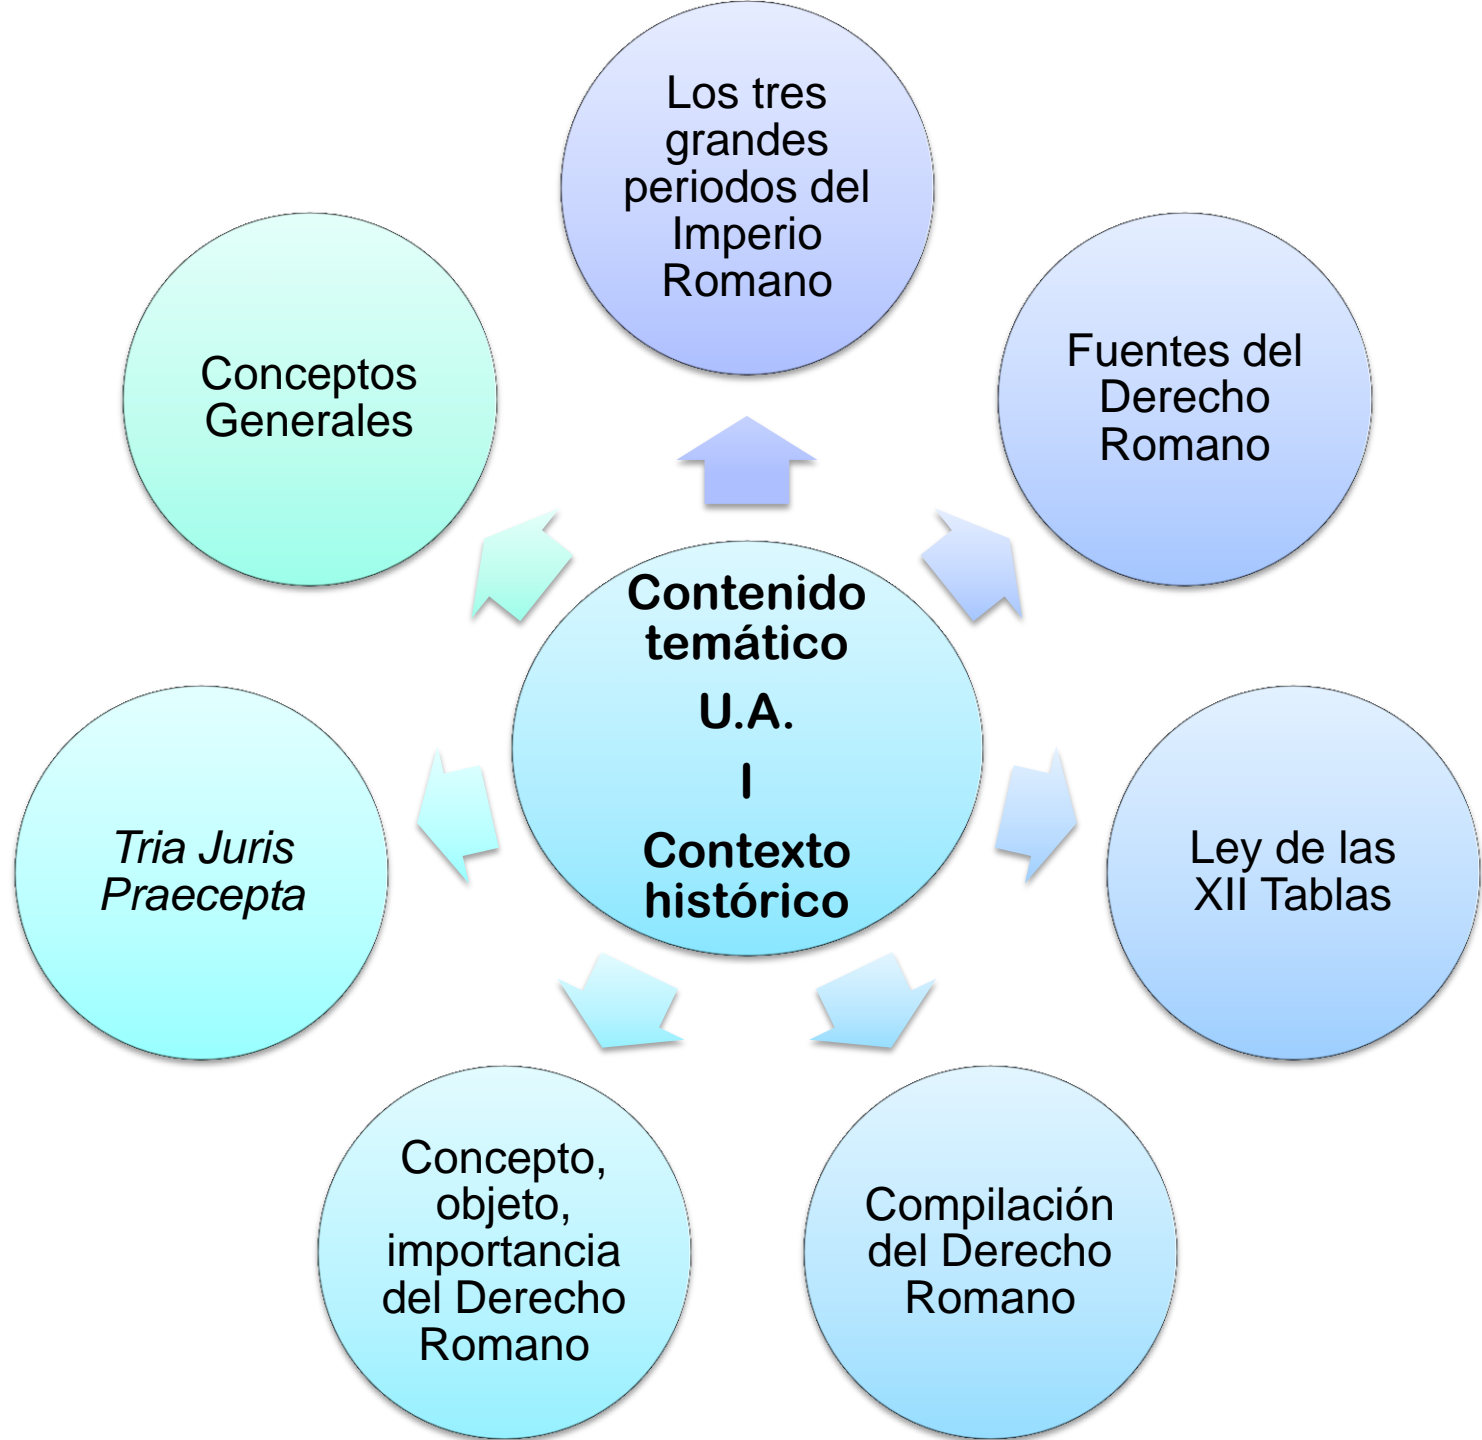 Los tres
grandes
periodos del
Imperio
Romano
Fuentes del
Derecho
Romano
Ley de las
XII Tablas
Compilación
del Derecho
Romano
Concepto,
objeto,
importancia
del Derecho
Romano
Tria Juris
Praecepta
Conceptos
Generales
Contenido
temático
U.A.
I
Contexto
histórico